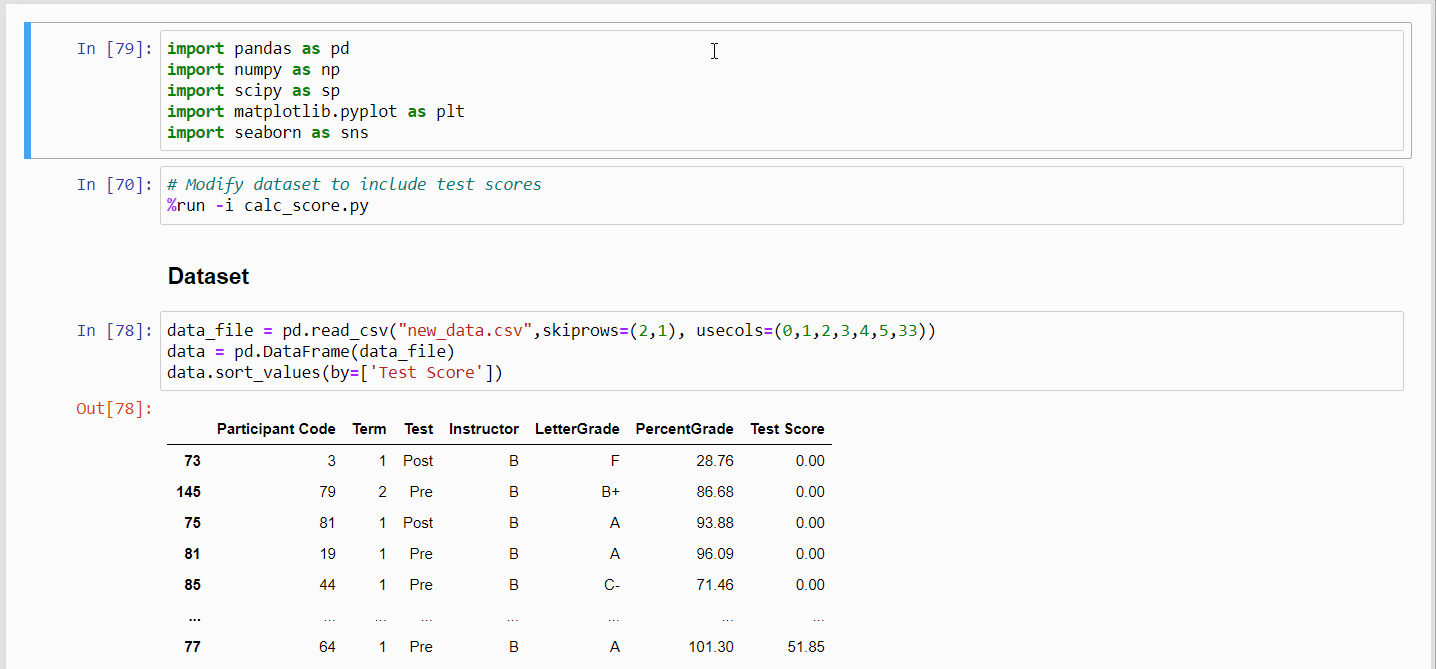 In [79]: import pandas as pd
import numpy as np
import scipy as sp
import matplotlib.pyplot as plt
import seaborn as sns
In [70]: # Modify dataset to include test scores
%run -i calc_score.py
Dataset
In [78]: data_file = pd.read_csv("new_data.csv",skiprows=(2,1), usecols=(0,1,2,3,4,5,33))
data = pd.DataFrame(data_file)
data.sort_values(by=['Test Score'])
Out[78]:
Participant Code Term Test Instructor LetterGrade PercentGrade Test Score
73 3 1 Post B F 28.76 0.00
145 79 2 Pre B B+ 86.68 0.00
75 81 1 Post B A 93.88 0.00
81 19 1 Pre B A 96.09 0.00
85 44 1 Pre B C- 71.46 0.00
... ... ... ... ... ... ... ...
77 64 1 Pre B A 101.30 51.85